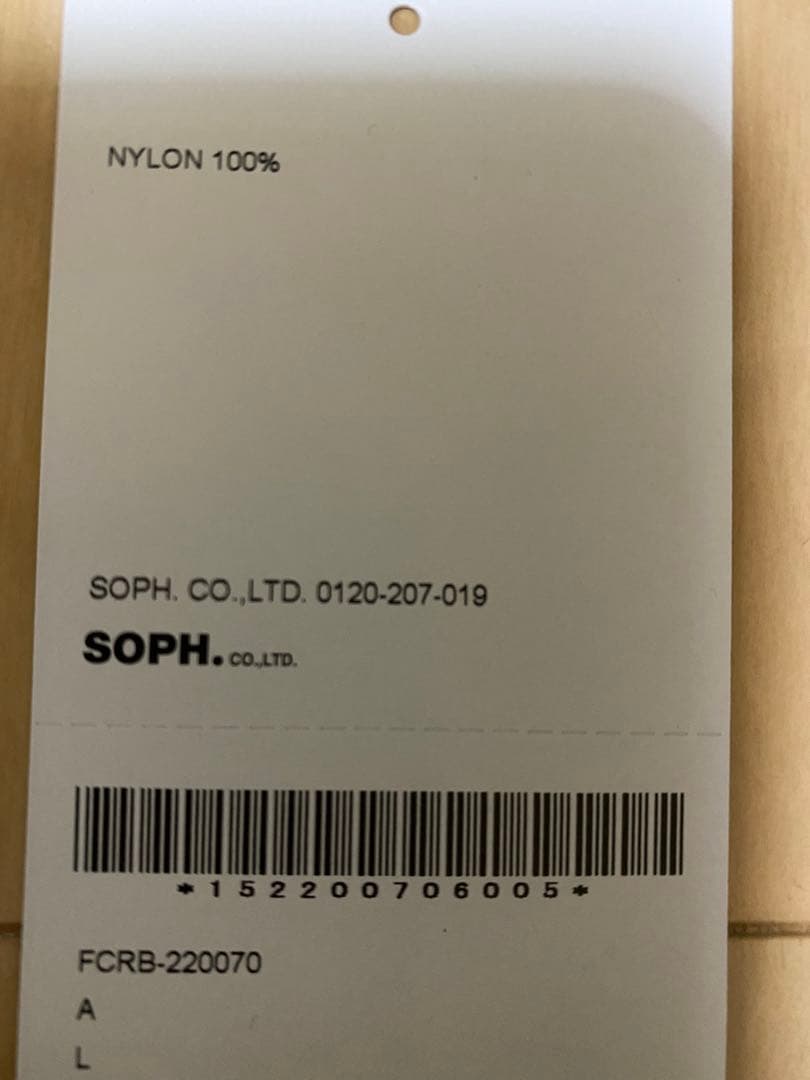 NYLON 100%
SOPH. CO.,LTD. 0120-207-019
SOPH. CO.,LTD.
*152200706005*
FCRB-220070
A
L